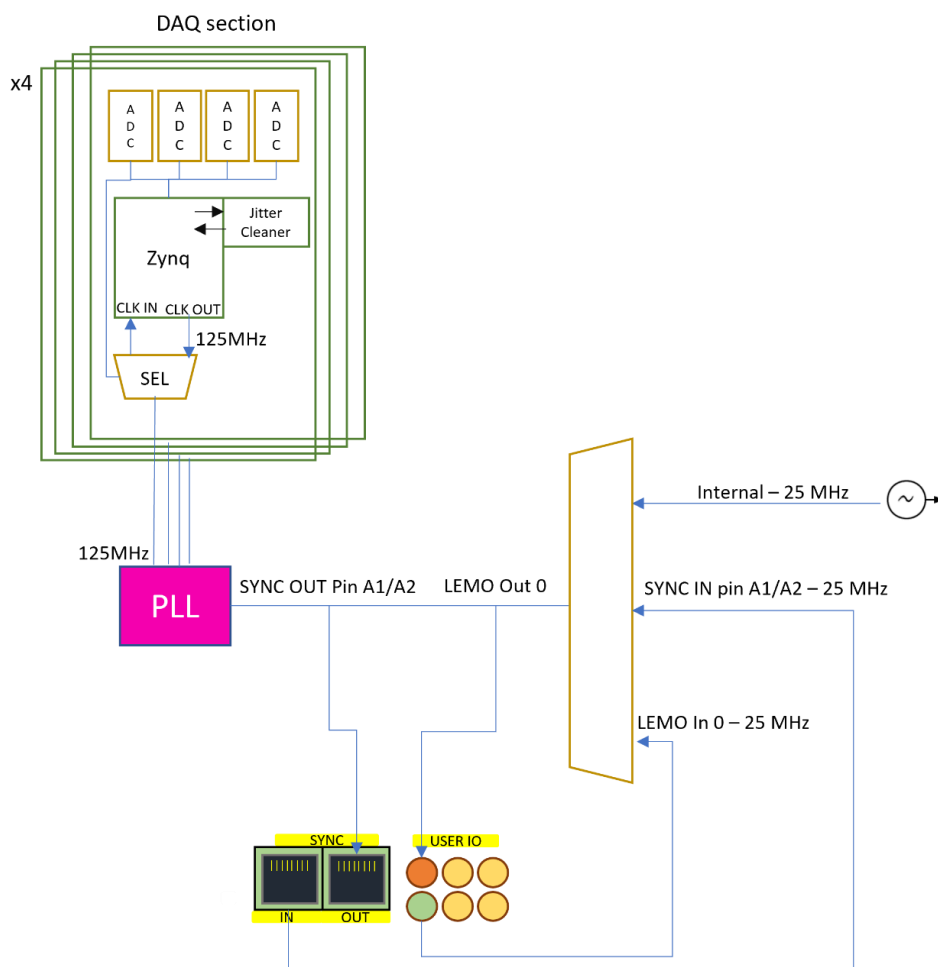 DAQ section
x4
A
D
C
A
D
C
A
D
C
A
D
C
Jitter
Cleaner
Zynq
CLK IN
CLK OUT
125MHz
SEL
Internal – 25 MHz
~
125MHz
SYNC OUT Pin A1/A2
LEMO Out 0
SYNC IN pin A1/A2 – 25 MHz
PLL
LEMO In 0 – 25 MHz
SYNC
USER IO
IN
OUT